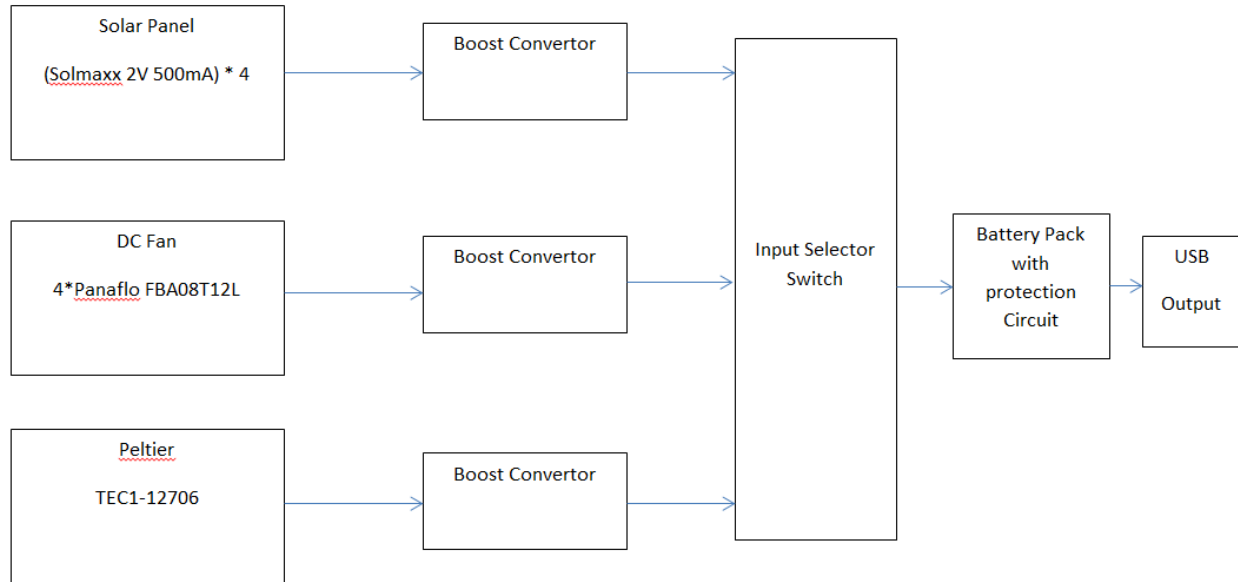 Solar Panel
(Solmaxx 2V 500mA) * 4
Boost Convertor
DC Fan
4*Panaflo FBA08T12L
Boost Convertor
Peltier
TEC1-12706
Boost Convertor
Input Selector
Switch
Battery Pack
with
protection
Circuit
USB
Output